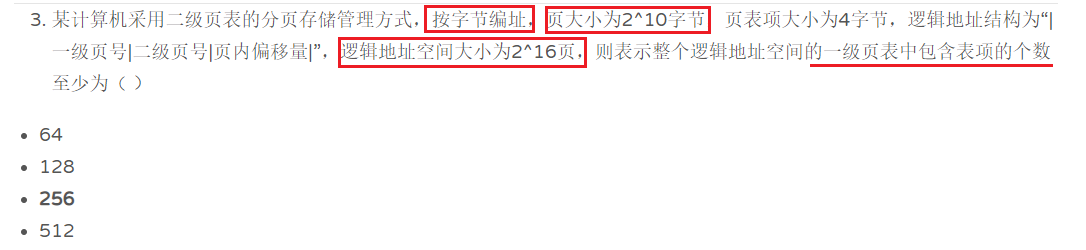 3. 某计算机采用二级页表的分页存储管理方式，按字节编址，页大小为2^10字节 页表项大小为4字节，逻辑地址结构为“|
一级页号|二级页号|页内偏移量|”，逻辑地址空间大小为2^16页，则表示整个逻辑地址空间的一级页表中包含表项的个数
至少为（ ）
• 64
• 128
• 256
• 512